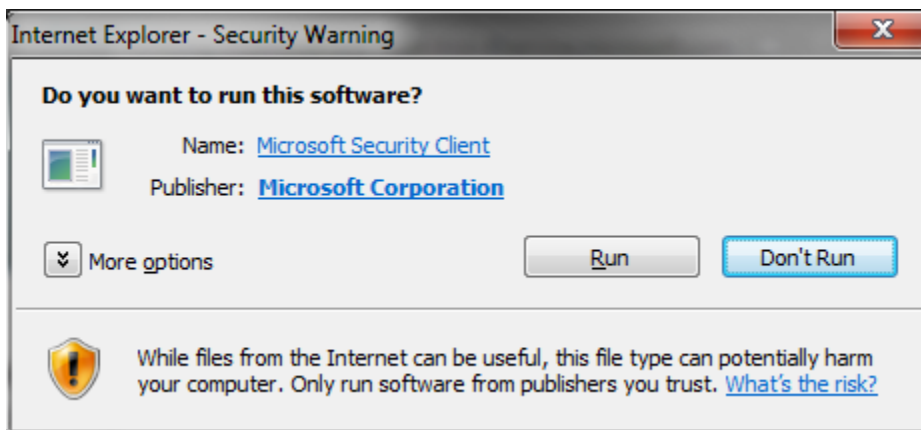 Internet Explorer - Security Warning
Do you want to run this software?
Name: Microsoft Security Client
Publisher: Microsoft Corporation
More options
Run
Don't Run
While files from the Internet can be useful, this file type can potentially harm
your computer. Only run software from publishers you trust. What's the risk?